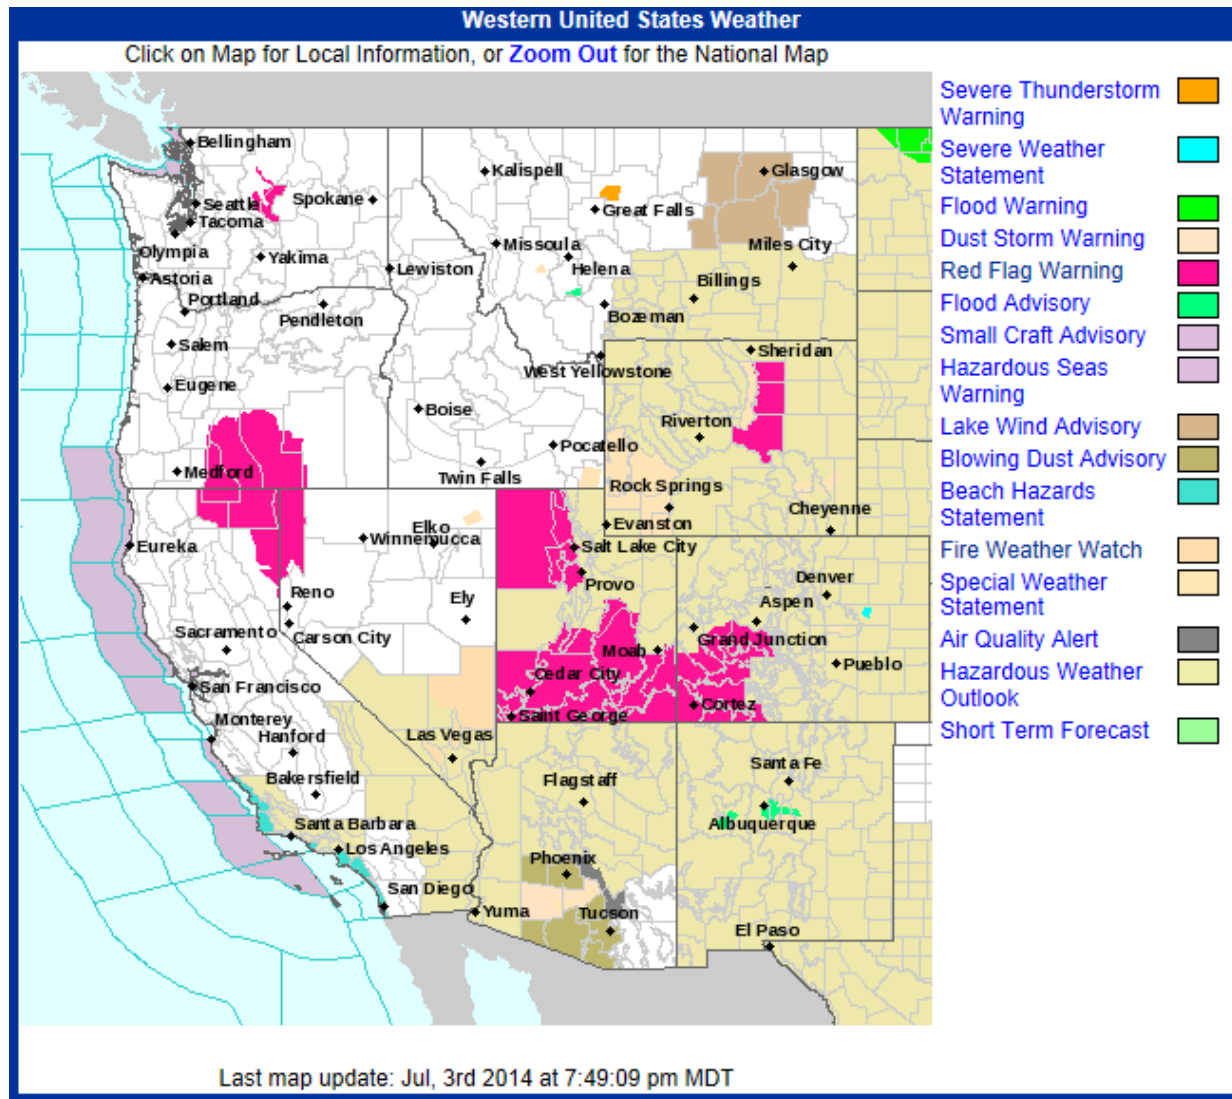 Western United States Weather
Click on Map for Local Information, or Zoom Out for the National Map
Bellingham
Kalispell
Glasgow
Seattle
Spokane
Great Falls
Tacoma
Olympia
Yakima
Missoula
Miles City
Helena
Lewiston
Astoria
Billings
Portland
Pendleton
Bozeman
Salem
Sheridan
West Yellowstone
Eugene
Boise
Riverton
Pocatello
Medford
Twin Falls
Rock Springs
Cheyenne
Elko
Evanston
Winnemucca
Eureka
Salt Lake City
Provo
Denver
Reno
Ely
Aspen
Sacramento
Carson City
Grand Junction
Moab
Pueblo
Cedar City
San Francisco
Cortez
Saint George
Monterey
Hanford
Las Vegas
Santa Fe
Bakersfield
Flagstaff
Santa Barbara
Albuquerque
Los Angeles
Phoenix
San Diego
Yuma
Tucson
El Paso
Severe Thunderstorm
Warning
Severe Weather
Statement
Flood Warning
Dust Storm Warning
Red Flag Warning
Flood Advisory
Small Craft Advisory
Hazardous Seas
Warning
Lake Wind Advisory
Blowing Dust Advisory
Beach Hazards
Statement
Fire Weather Watch
Special Weather
Statement
Air Quality Alert
Hazardous Weather
Outlook
Short Term Forecast
Last map update: Jul, 3rd 2014 at 7:49:09 pm MDT